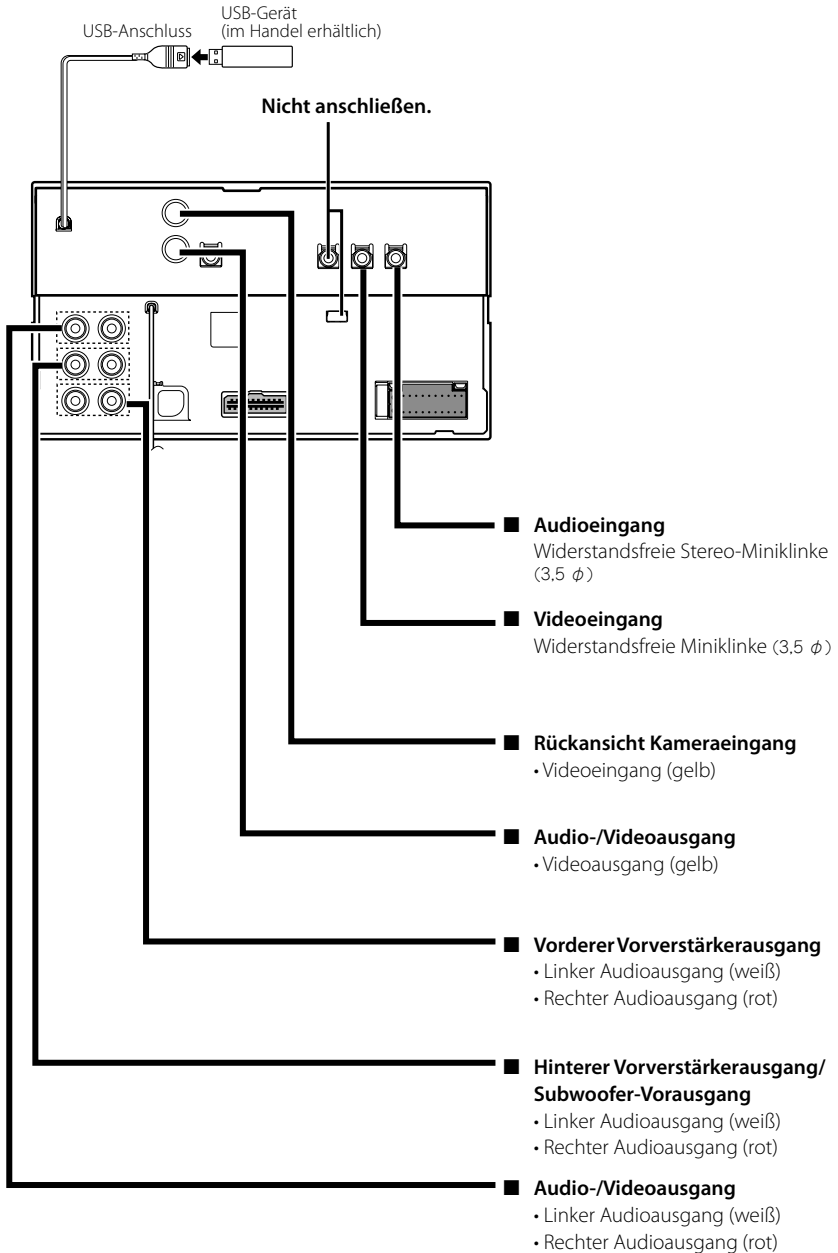 USB-Gerät
USB-Anschluss (im Handel erhältlich)
Nicht anschließen.
■ Audioeingang
Widerstandsfreie Stereo-Miniklinke
(3,5 φ)
■ Videoeingang
Widerstandsfreie Miniklinke (3,5 φ)
■ Rückansicht Kameraeingang
• Videoeingang (gelb)
■ Audio-/Videoausgang
• Videoausgang (gelb)
■ Vorderer Vorverstärkerausgang
• Linker Audioausgang (weiß)
• Rechter Audioausgang (rot)
■ Hinterer Vorverstärkerausgang/
Subwoofer-Vorausgang
• Linker Audioausgang (weiß)
• Rechter Audioausgang (rot)
■ Audio-/Videoausgang
• Linker Audioausgang (weiß)
• Rechter Audioausgang (rot)